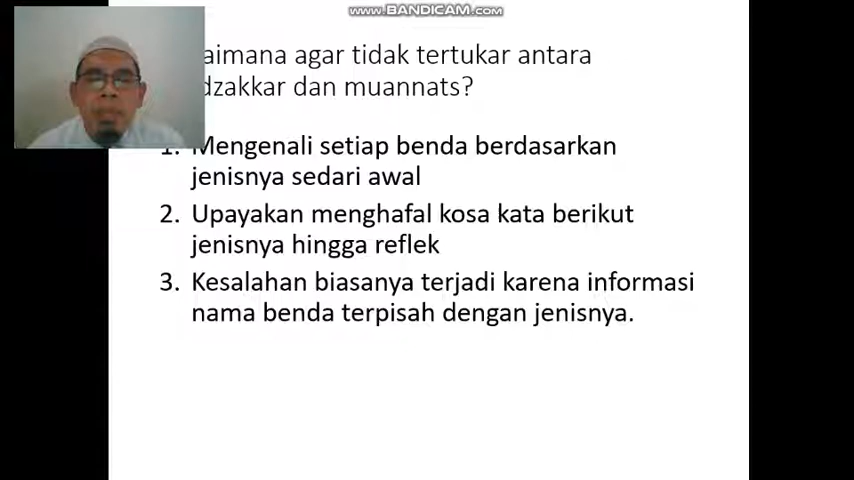 www.BANDICAM.com
aimana agar tidak tertukar antara
dzakkar dan muannats?
1. Mengenali setiap benda berdasarkan
jenisnya sedari awal
2. Upayakan menghafal kosa kata berikut
jenisnya hingga reflek
3. Kesalahan biasanya terjadi karena informasi
nama benda terpisah dengan jenisnya.